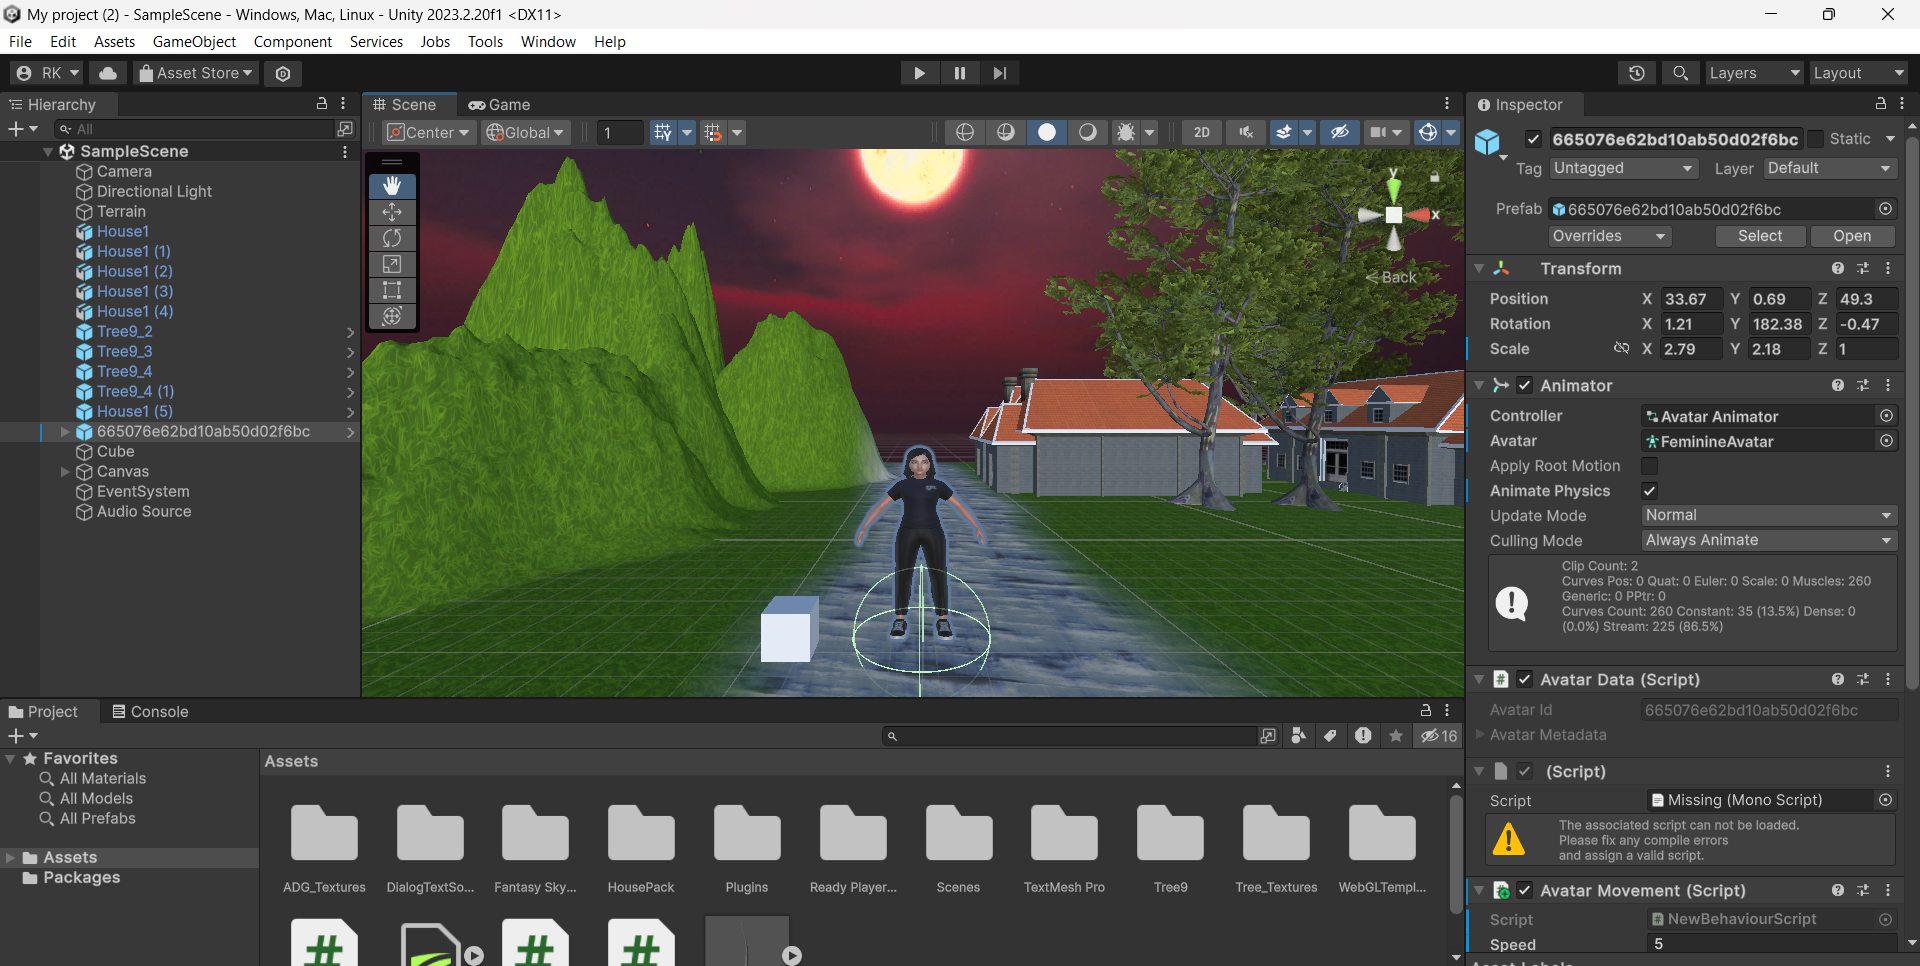 My project (2) - SampleScene - Windows, Mac, Linux - Unity 2023.2.20f1 <DX11>
File Edit Assets GameObject Component Services Jobs Tools Window Help
RK Asset Store Layers Layout
Hierarchy
All
SampleScene
Camera
Directional Light
Terrain
House1
House1 (1)
House1 (2)
House1 (3)
House1 (4)
Tree9_2
Tree9_3
Tree9_4
Tree9_4 (1)
House1 (5)
665076e62bd10ab50d02f6bc
Cube
Canvas
EventSystem
Audio Source
Scene Game
Center Global 1 2D
y
x
Back
Inspector
665076e62bd10ab50d02f6bc Static
Tag Untagged Layer Default
Prefab 665076e62bd10ab50d02f6bc
Overrides Select Open
Transform
Position X 33.67 Y 0.69 Z 49.3
Rotation X 1.21 Y 182.38 Z -0.47
Scale X 2.79 Y 2.18 Z 1
Animator
Controller Avatar Animator
Avatar FeminineAvatar
Apply Root Motion
Animate Physics
Update Mode Normal
Culling Mode Always Animate
Clip Count: 2
Curves Pos: 0 Quat: 0 Euler: 0 Scale: 0 Muscles: 260
Generic: 0 PPtr: 0
Curves Count: 260 Constant: 35 (13.5%) Dense: 0
(0.0%) Stream: 225 (86.5%)
Avatar Data (Script)
Avatar Id 665076e62bd10ab50d02f6bc
Avatar Metadata
(Script)
Script Missing (Mono Script)
The associated script can not be loaded.
Please fix any compile errors
and assign a valid script.
Avatar Movement (Script)
Script NewBehaviourScript
Speed 5
Project Console
16
Favorites
All Materials
All Models
All Prefabs
Assets
Packages
Assets
ADG_Textures DialogTextSo... Fantasy Sky... HousePack Plugins Ready Player... Scenes TextMesh Pro Tree9 Tree_Textures WebGLTempl...
# # #